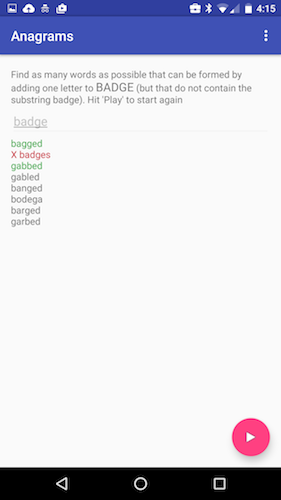 4:15
Anagrams
Find as many words as possible that can be formed by
adding one letter to BADGE (but that do not contain the
substring badge). Hit 'Play' to start again
badge
bagged
X badges
gabbed
gabled
banged
bodega
barged
garbed